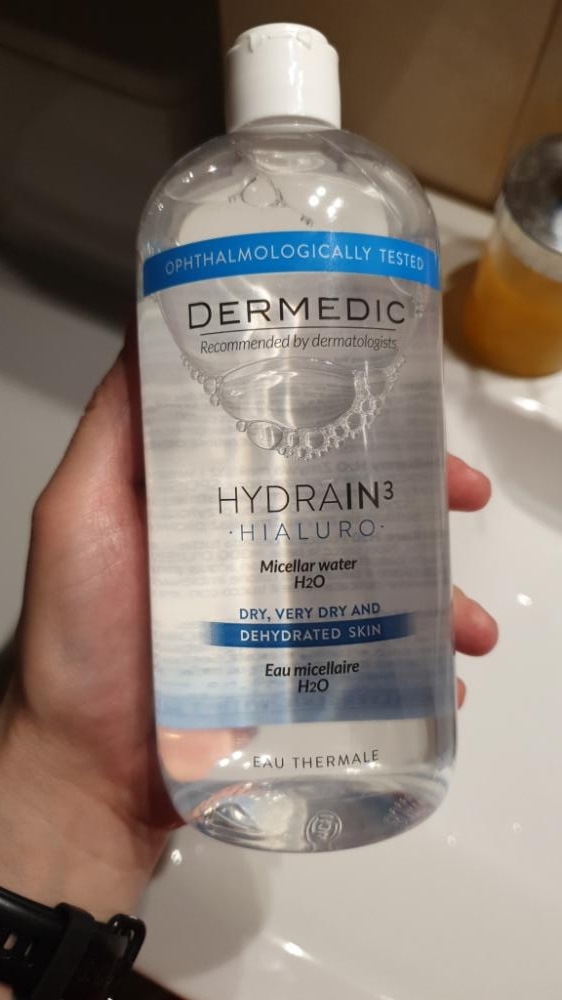 OPHTHALMOLOGICALLY TESTED
DERMEDIC
Recommended by dermatologists
HYDRAIN³
·HIALURO·
Micellar water
H2O
DRY, VERY DRY AND
DEHYDRATED SKIN
Eau micellaire
H2O
EAU THERMALE